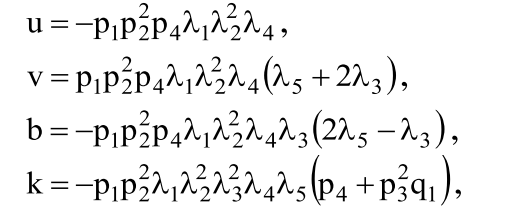 u = −p₁p₂²p₄λ₁λ₂²λ₄ ,
v = p₁p₂²p₄λ₁λ₂²λ₄(λ₅ + 2λ₃),
b = −p₁p₂²p₄λ₁λ₂²λ₄λ₃(2λ₅ − λ₃),
k = −p₁p₂²λ₁λ₂²λ₃²λ₄λ₅(p₄ + p₃²q₁),